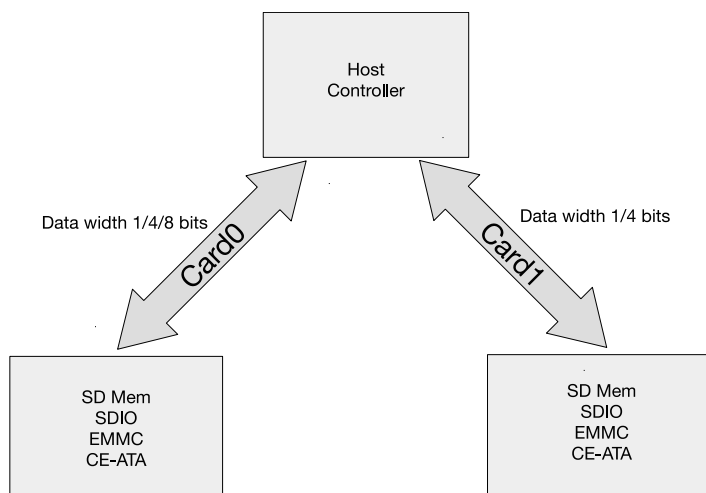 Host
Controller
Data width 1/4/8 bits
Card0
Card1
Data width 1/4 bits
SD Mem
SDIO
EMMC
CE-ATA
SD Mem
SDIO
EMMC
CE-ATA